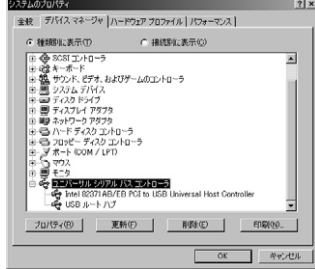 システムのプロパティ
全般 デバイス マネージャ ハードウェア プロファイル パフォーマンス
種類別に表示(T) 接続別に表示(C)
SCSI コントローラ
キーボード
サウンド、ビデオ、およびゲームのコントローラ
システム デバイス
ディスク ドライブ
ディスプレイ アダプタ
ネットワーク アダプタ
ハード ディスク コントローラ
フロッピー ディスク コントローラ
ポート (COM / LPT)
マウス
モニタ
ユニバーサル シリアル バス コントローラ
Intel 82371AB/EB PCI to USB Universal Host Controller
USB ルート ハブ
プロパティ(R) 更新(F) 削除(E) 印刷(N)...
OK キャンセル